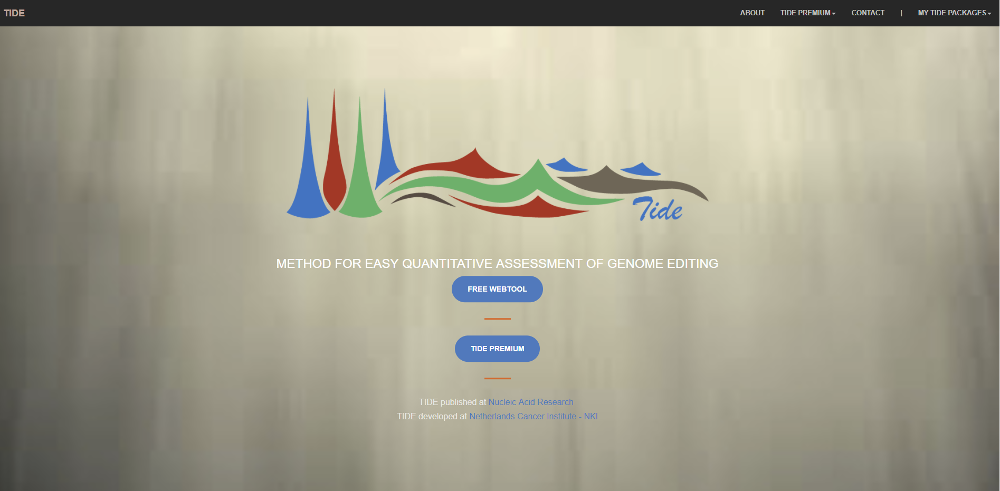 TIDE
ABOUT
TIDE PREMIUM
CONTACT
|
MY TIDE PACKAGES
Tide
METHOD FOR EASY QUANTITATIVE ASSESSMENT OF GENOME EDITING
FREE WEBTOOL
TIDE PREMIUM
TIDE published at Nucleic Acid Research
TIDE developed at Netherlands Cancer Institute - NKI